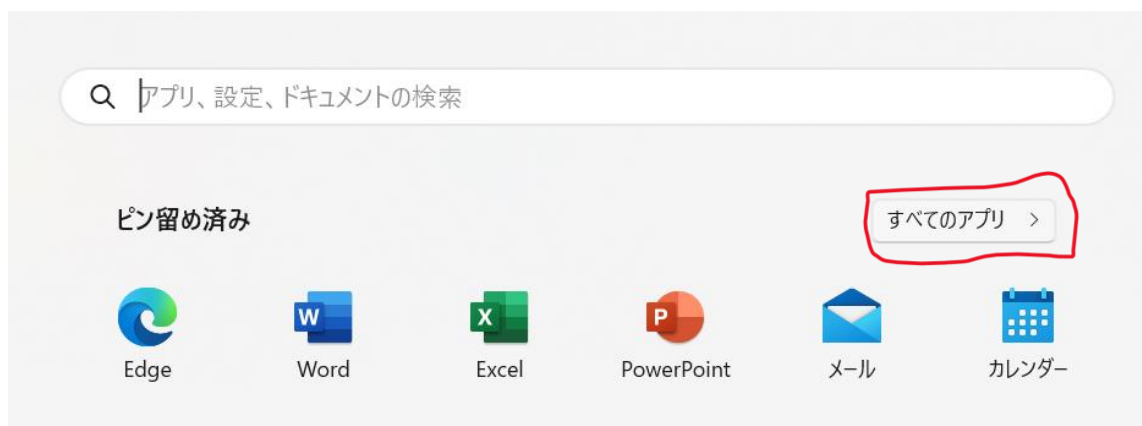 アプリ、設定、ドキュメントの検索
ピン留め済み
すべてのアプリ >
Edge
Word
Excel
PowerPoint
メール
カレンダー